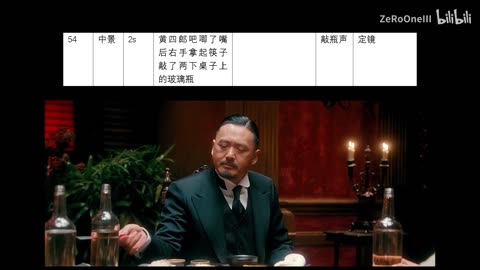 ZeRoOneIII bilibili
54 中景 2s 黄四郎吧唧了嘴 敲瓶声 定镜
后右手拿起筷子
敲了两下桌子上
的玻璃瓶